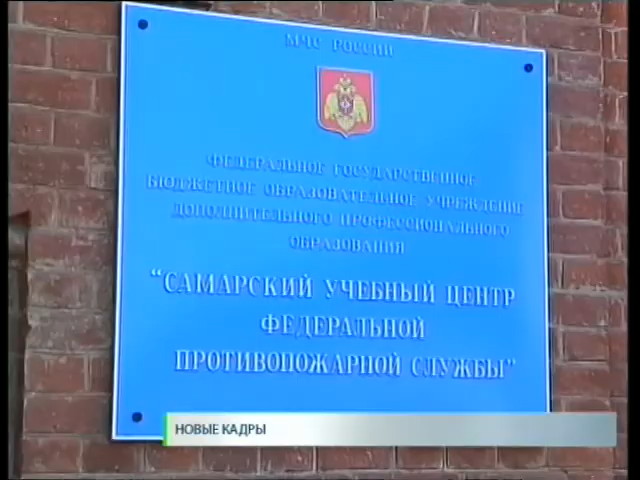 МЧС РОССИИ
ФЕДЕРАЛЬНОЕ ГОСУДАРСТВЕННОЕ
БЮДЖЕТНОЕ ОБРАЗОВАТЕЛЬНОЕ УЧРЕЖДЕНИЕ
ДОПОЛНИТЕЛЬНОГО ПРОФЕССИОНАЛЬНОГО
ОБРАЗОВАНИЯ
“САМАРСКИЙ УЧЕБНЫЙ ЦЕНТР
ФЕДЕРАЛЬНОЙ
ПРОТИВОПОЖАРНОЙ СЛУЖБЫ”
НОВЫЕ КАДРЫ